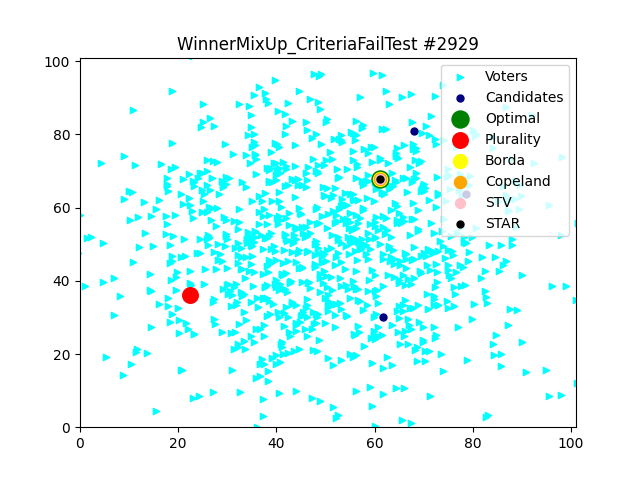 WinnerMixUp_CriteriaFailTest #2929
100
80
60
40
20
0
0 20 40 60 80 100
Voters
Candidates
Optimal
Plurality
Borda
Copeland
STV
STAR